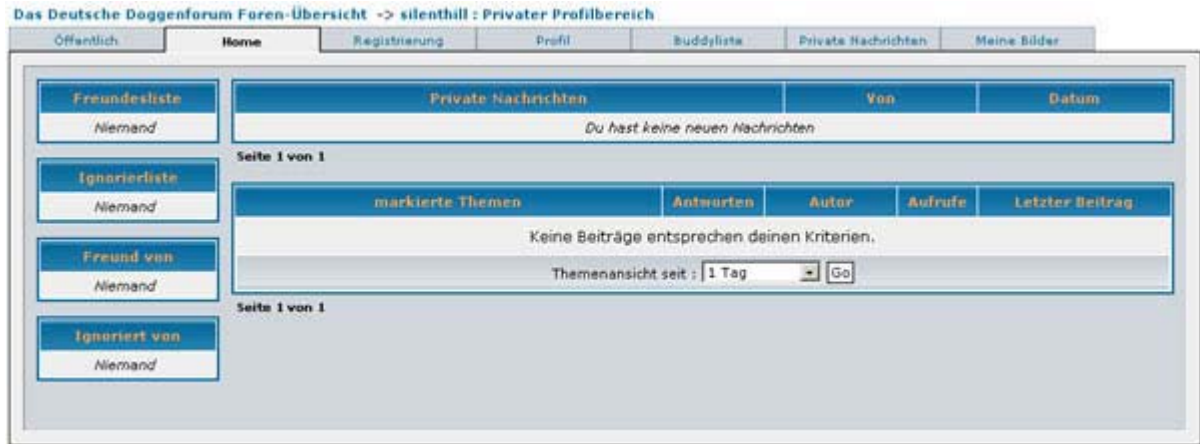 Das Deutsche Doggenforum Foren-Übersicht -> silenthill : Privater Profilbereich
Öffentlich Home Registrierung Profil Buddyliste Private Nachrichten Meine Bilder
Freundesliste
Niemand
Ignorierliste
Niemand
Freund von
Niemand
Ignoriert von
Niemand
Private Nachrichten Von Datum
Du hast keine neuen Nachrichten
Seite 1 von 1
markierte Themen Antworten Autor Aufrufe Letzter Beitrag
Keine Beiträge entsprechen deinen Kriterien.
Themenansicht seit : 1 Tag Go
Seite 1 von 1